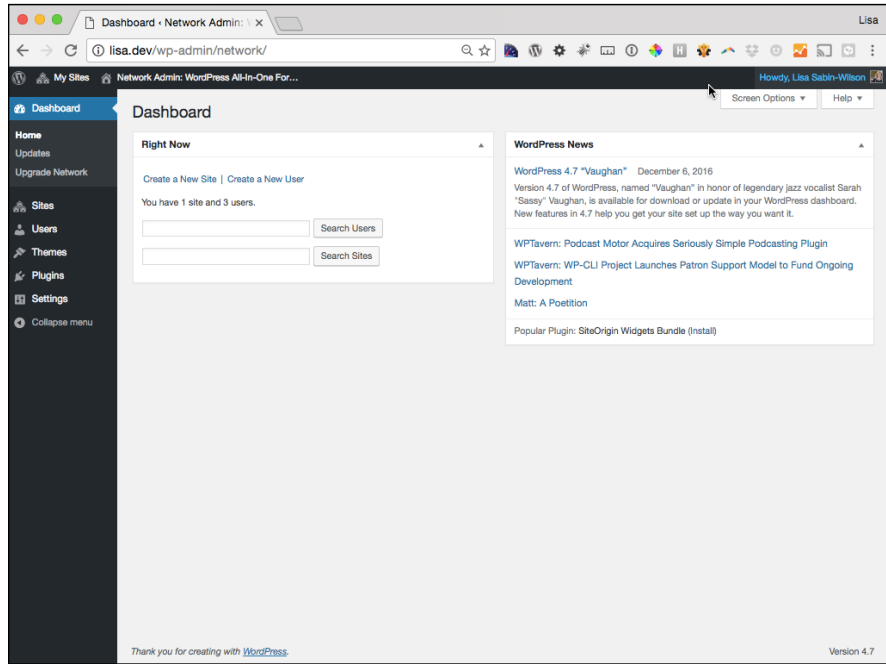 Dashboard ‹ Network Admin:
Lisa
lisa.dev/wp-admin/network/
My Sites
Network Admin: WordPress All-In-One For...
Howdy, Lisa Sabin-Wilson
Screen Options
Help
Dashboard
Home
Updates
Upgrade Network
Sites
Users
Themes
Plugins
Settings
Collapse menu
Dashboard
Right Now
Create a New Site | Create a New User
You have 1 site and 3 users.
Search Users
Search Sites
WordPress News
WordPress 4.7 “Vaughan” December 6, 2016
Version 4.7 of WordPress, named “Vaughan” in honor of legendary jazz vocalist Sarah
"Sassy" Vaughan, is available for download or update in your WordPress dashboard.
New features in 4.7 help you get your site set up the way you want it.
WPTavern: Podcast Motor Acquires Seriously Simple Podcasting Plugin
WPTavern: WP-CLI Project Launches Patron Support Model to Fund Ongoing
Development
Matt: A Poetition
Popular Plugin: SiteOrigin Widgets Bundle (Install)
Thank you for creating with WordPress.
Version 4.7